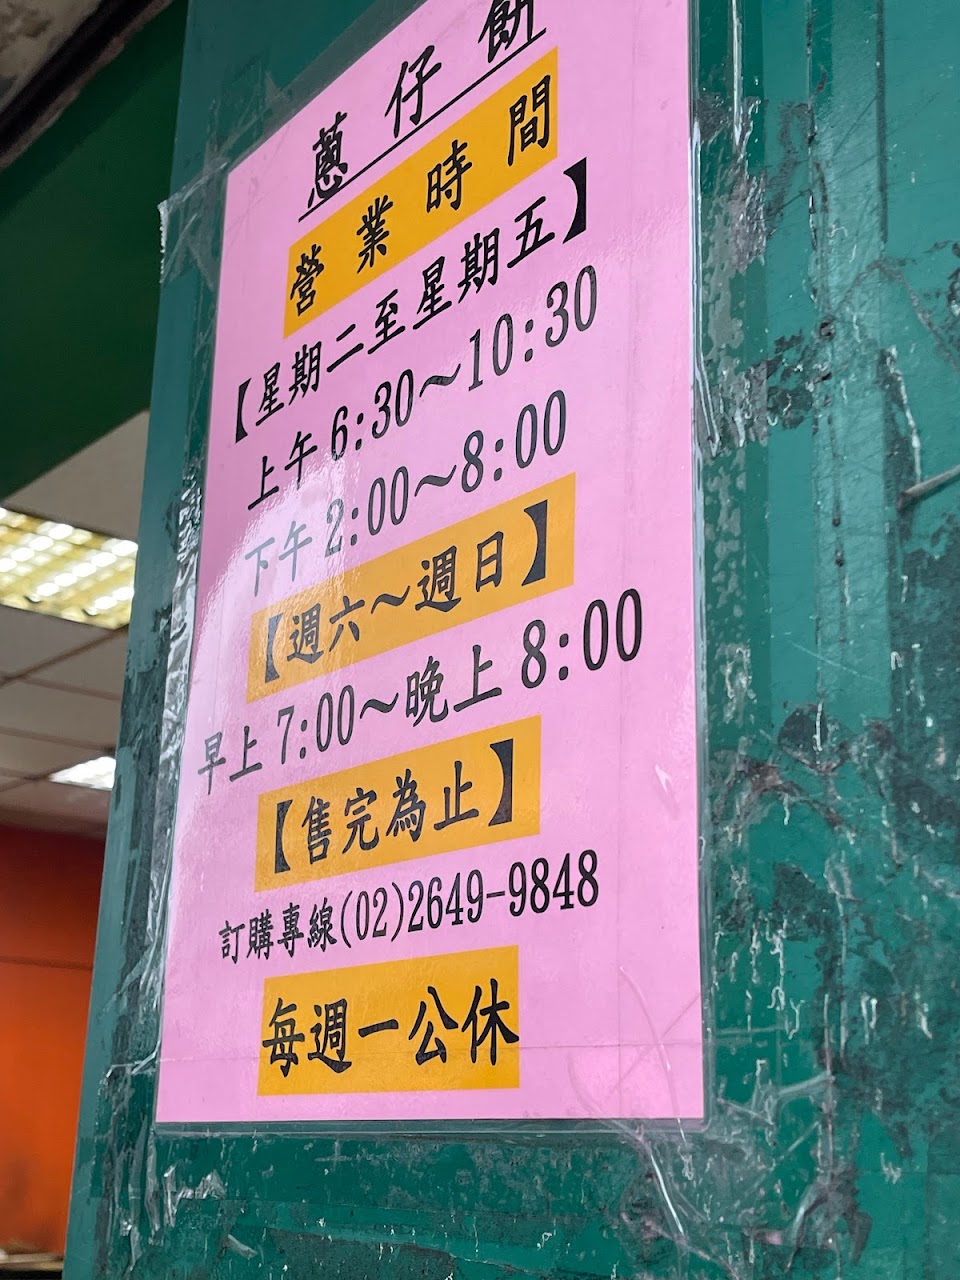 蔥仔餅
營業時間
【星期二至星期五】
上午6:30～10:30
下午2:00～8:00
【週六～週日】
早上7:00～晚上8:00
【售完為止】
訂購專線(02)2649-9848
每週一公休